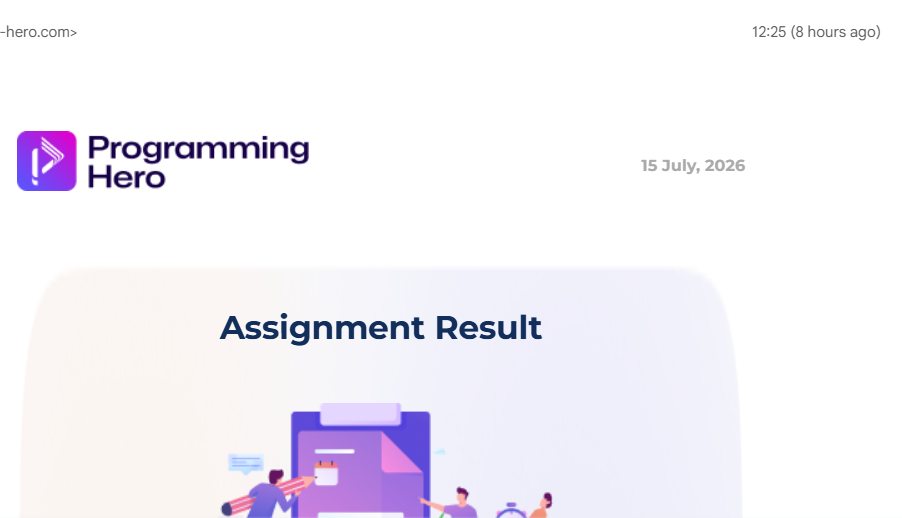 -hero.com>
12:25 (8 hours ago)
Programming
Hero
15 July, 2026
Assignment Result